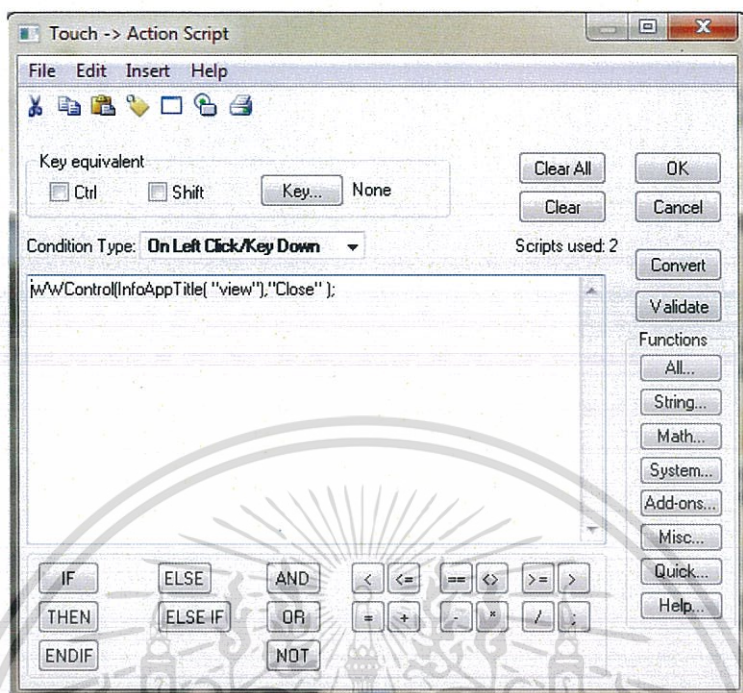 Touch -> Action Script
File Edit Insert Help
Key equivalent
Ctrl Shift Key... None
Clear All OK
Clear Cancel
Condition Type: On Left Click/Key Down Scripts used: 2
Convert
wWControl(InfoAppTitle( "view"),"Close" );
Validate
Functions
All...
String...
Math...
System...
Add-ons...
Misc...
Quick...
Help...
IF ELSE AND < <= == <> >= >
THEN ELSE IF OR = + - * / ;
ENDIF NOT